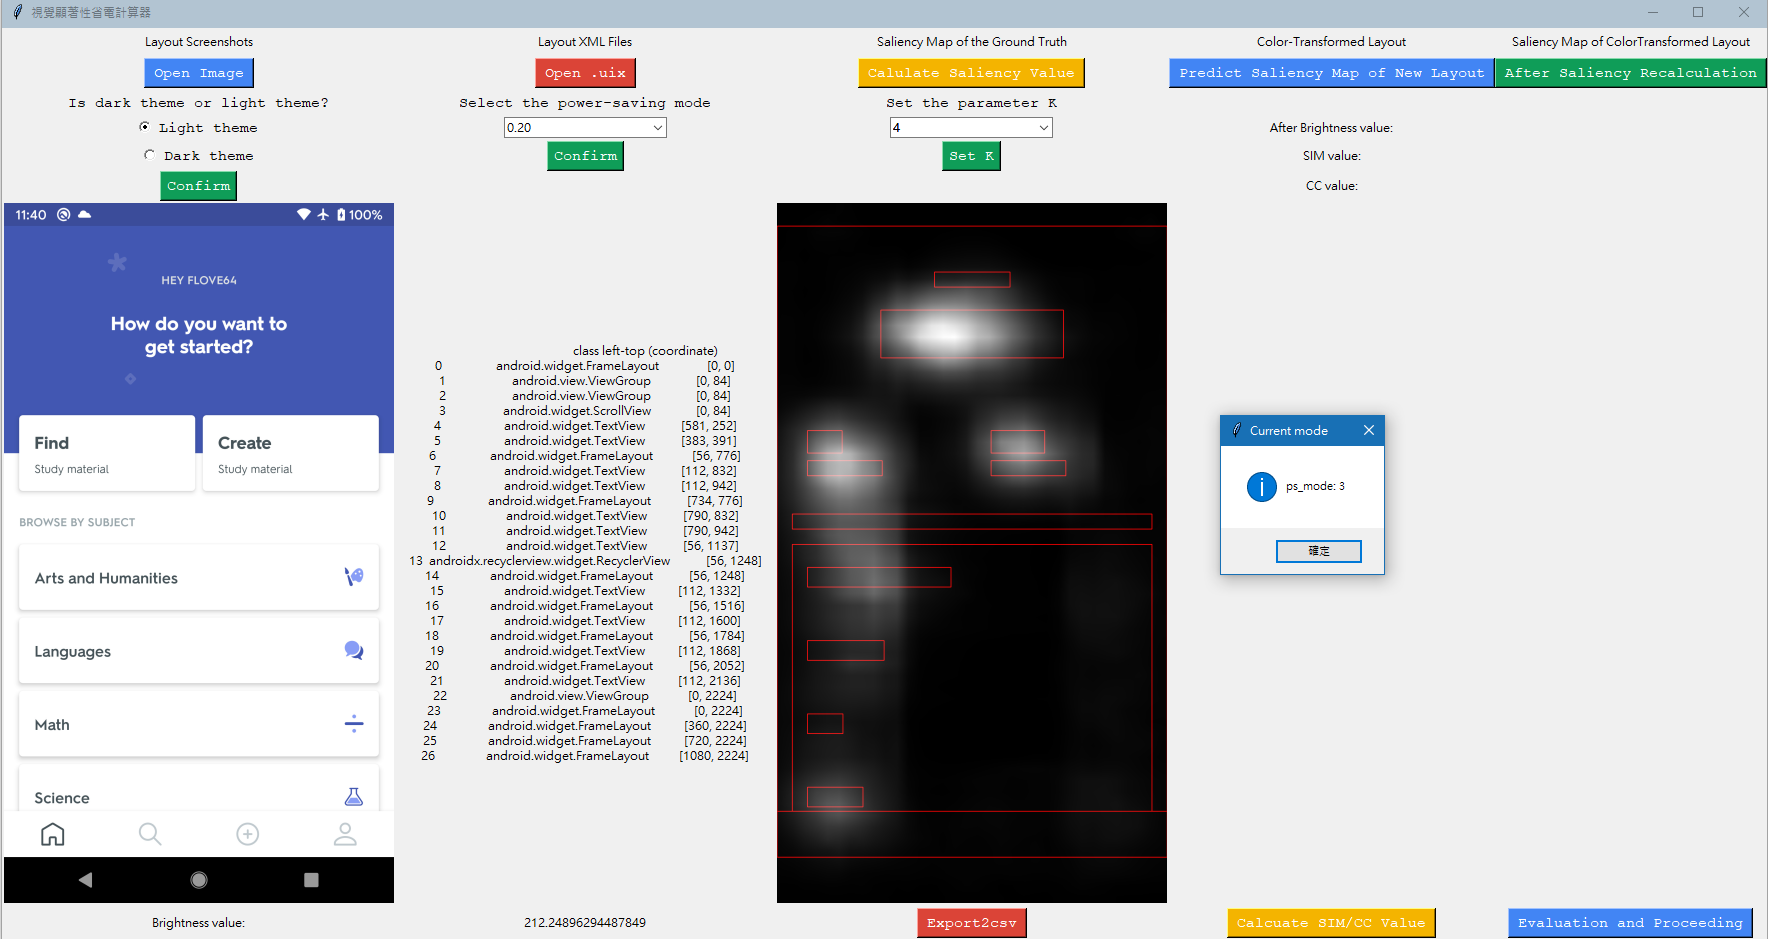 視覺顯著性省電計算器
Layout Screenshots
Layout XML Files
Saliency Map of the Ground Truth
Color-Transformed Layout
Saliency Map of ColorTransformed Layout
Open Image
Open .uix
Calulate Saliency Value
Predict Saliency Map of New Layout
After Saliency Recalculation
Is dark theme or light theme?
Select the power-saving mode
Set the parameter K
Light theme
0.20
4
After Brightness value:
Dark theme
Confirm
Set K
SIM value:
Confirm
CC value:
11:40
100%
HEY FLOVE64
How do you want to
get started?
Find
Study material
Create
Study material
BROWSE BY SUBJECT
Arts and Humanities
Languages
Math
Science
class left-top (coordinate)
0 android.widget.FrameLayout [0, 0]
1 android.view.ViewGroup [0, 84]
2 android.view.ViewGroup [0, 84]
3 android.widget.ScrollView [0, 84]
4 android.widget.TextView [581, 252]
5 android.widget.TextView [383, 391]
6 android.widget.FrameLayout [56, 776]
7 android.widget.TextView [112, 832]
8 android.widget.TextView [112, 942]
9 android.widget.FrameLayout [734, 776]
10 android.widget.TextView [790, 832]
11 android.widget.TextView [790, 942]
12 android.widget.TextView [56, 1137]
13 androidx.recyclerview.widget.RecyclerView [56, 1248]
14 android.widget.FrameLayout [56, 1248]
15 android.widget.TextView [112, 1332]
16 android.widget.FrameLayout [56, 1516]
17 android.widget.TextView [112, 1600]
18 android.widget.FrameLayout [56, 1784]
19 android.widget.TextView [112, 1868]
20 android.widget.FrameLayout [56, 2052]
21 android.widget.TextView [112, 2136]
22 android.view.ViewGroup [0, 2224]
23 android.widget.FrameLayout [0, 2224]
24 android.widget.FrameLayout [360, 2224]
25 android.widget.FrameLayout [720, 2224]
26 android.widget.FrameLayout [1080, 2224]
Current mode
ps_mode: 3
確定
Brightness value:
212.24896294487849
Export2csv
Calcuate SIM/CC Value
Evaluation and Proceeding